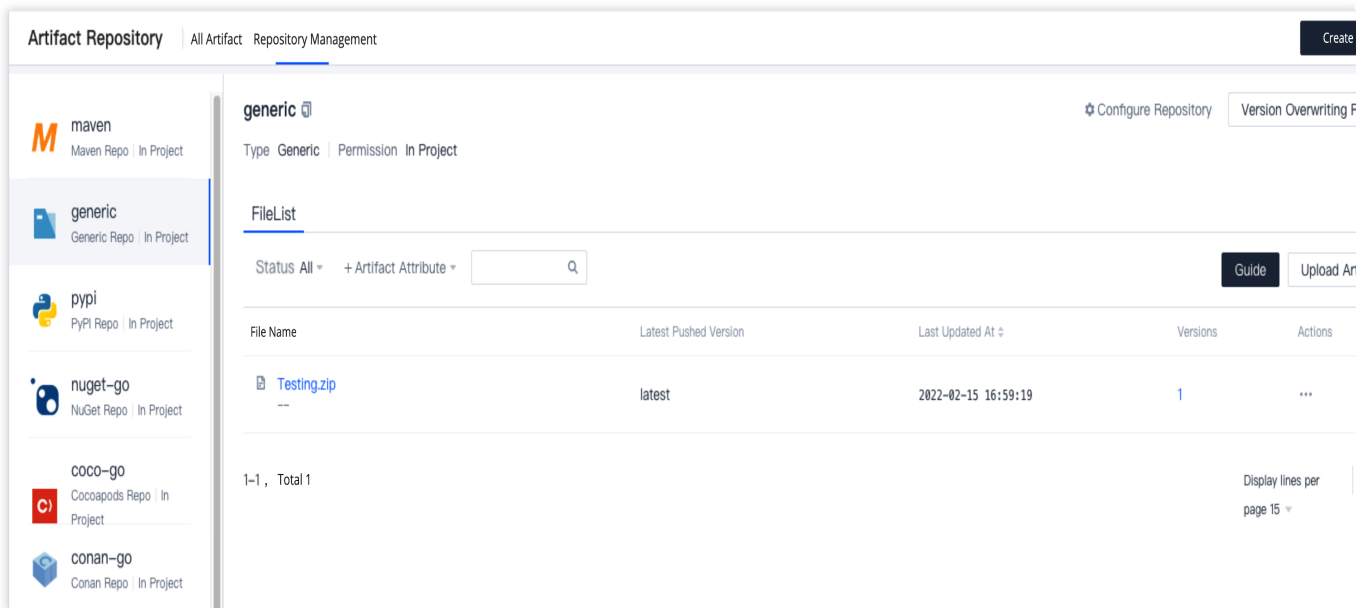 Artifact Repository All Artifact Repository Management Create
maven
Maven Repo In Project
generic
Generic Repo In Project
pypi
PyPI Repo In Project
nuget-go
NuGet Repo In Project
coco-go
Cocoapods Repo In
Project
conan-go
Conan Repo In Project
generic Configure Repository Version Overwriting
Type Generic Permission In Project
FileList
Status All + Artifact Attribute Guide Upload
File Name Latest Pushed Version Last Updated At Versions Actions
Testing.zip latest 2022-02-15 16:59:19 1 ...
--
1-1 , Total 1
Display lines per
page 15